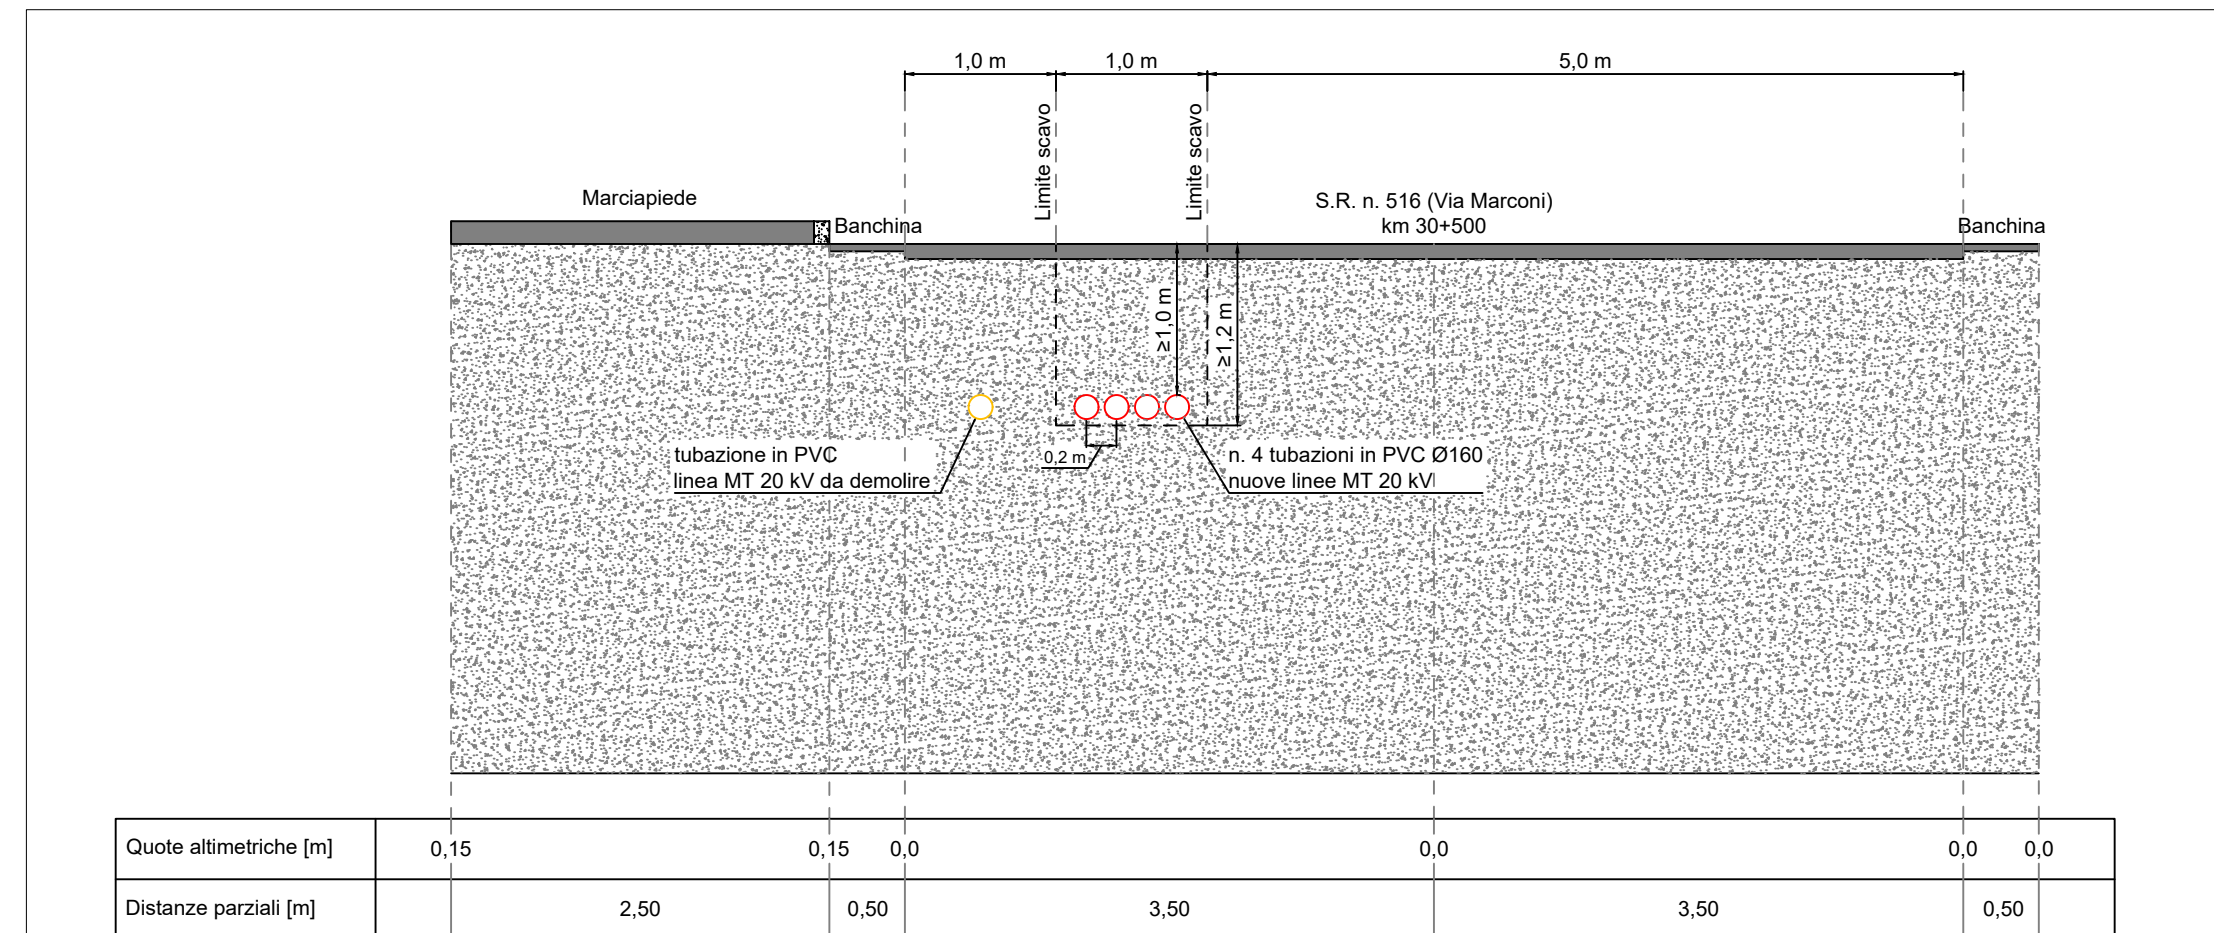 1,0 m
1,0 m
5,0 m
Limite scavo
Limite scavo
Marciapiede
Banchina
S.R. n. 516 (Via Marconi)
km 30+500
Banchina
≥1,0 m
≥1,2 m
tubazione in PVC
linea MT 20 kV da demolire
0,2 m
n. 4 tubazioni in PVC Ø160
nuove linee MT 20 kV
Quote altimetriche [m]
0,15
0,15
0,0
0,0
0,0
0,0
Distanze parziali [m]
2,50
0,50
3,50
3,50
0,50